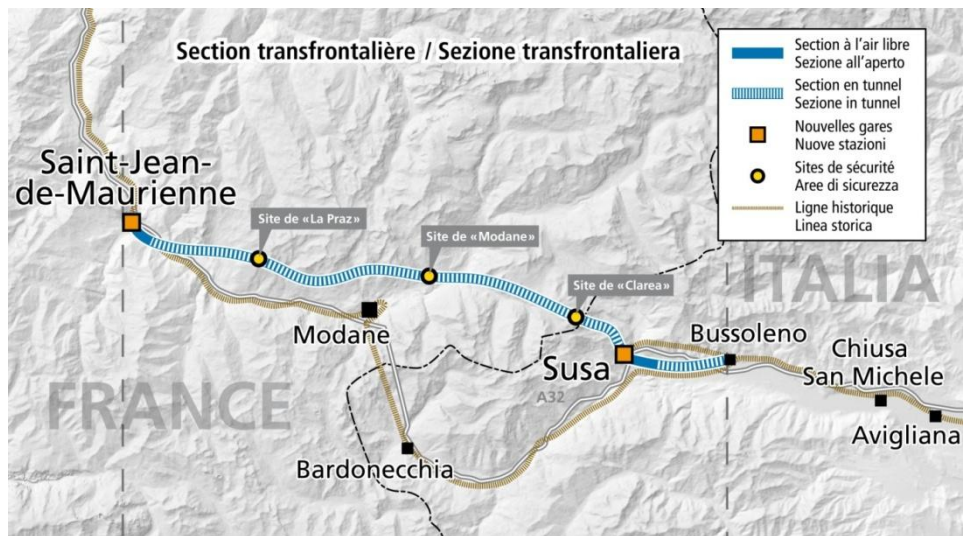 Section transfrontalière / Sezione transfrontaliera
Section à l'air libre
Sezione all'aperto
Section en tunnel
Sezione in tunnel
Nouvelles gares
Nuove stazioni
Sites de sécurité
Aree di sicurezza
Ligne historique
Linea storica
Saint-Jean-
de-Maurienne
Site de «La Praz»
Site de «Modane»
Site de «Clarea»
ITALIA
Modane
Susa
Bussoleno
Chiusa
San Michele
FRANCE
A32
Avigliana
Bardonecchia